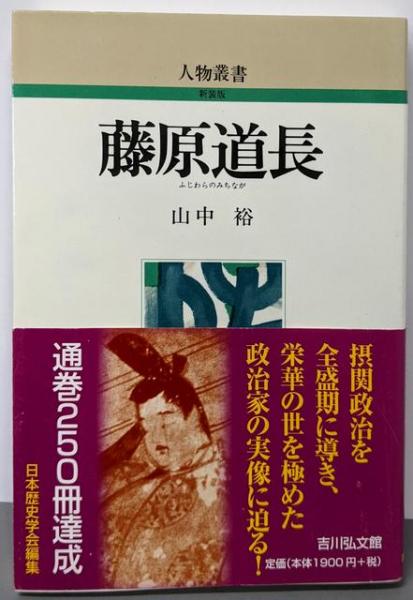 人物叢書
新装版
藤原道長
ふじわらのみちなが
山中 裕
摂関政治を
全盛期に導き、
栄華の世を極めた
政治家の実像に迫る!
通巻250冊達成
日本歴史学会編集
吉川弘文館
定価(本体1900円+税)